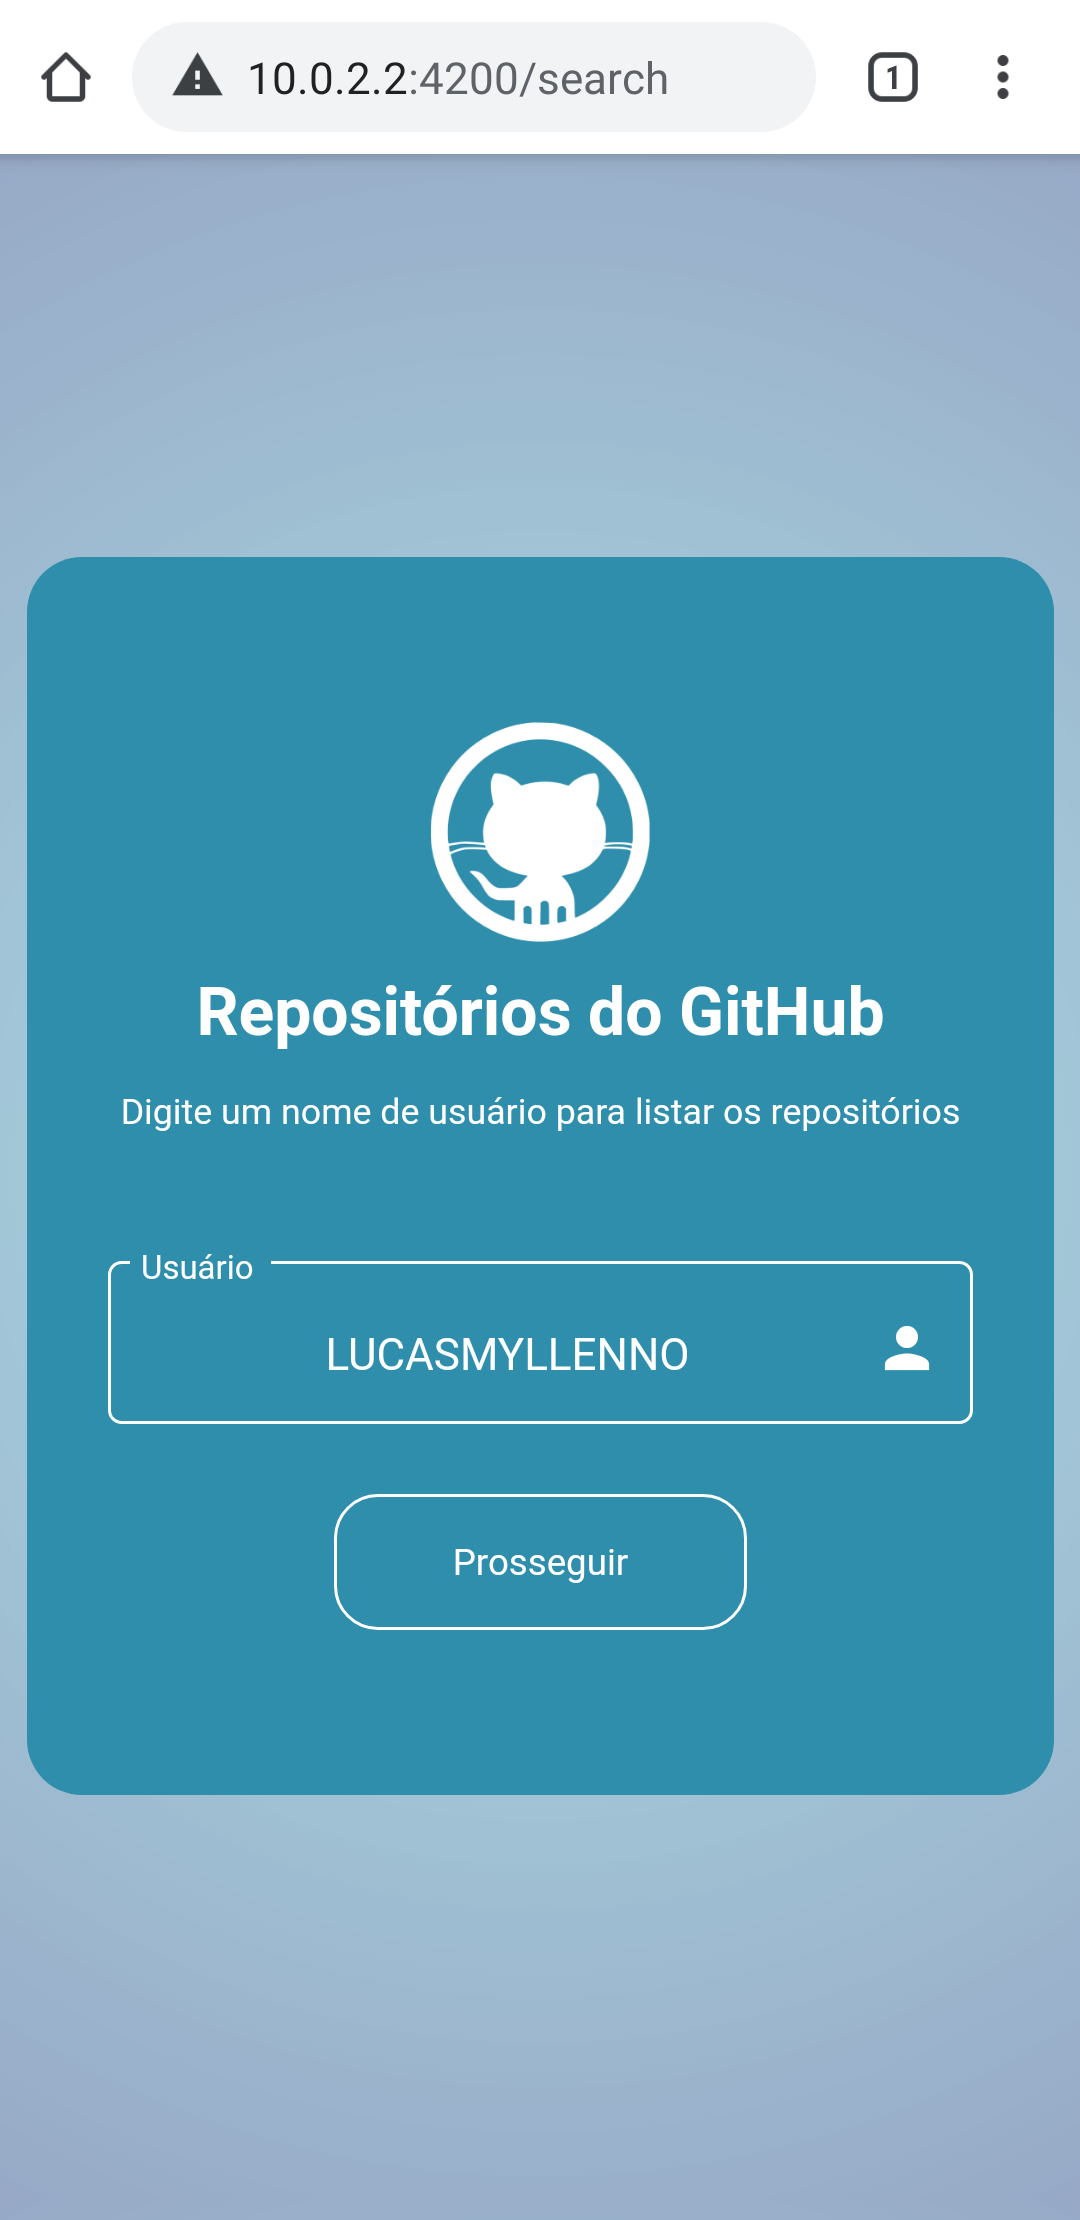 10.0.2.2:4200/search
1
Repositórios do GitHub
Digite um nome de usuário para listar os repositórios
Usuário
LUCASMYLLENNO
Prosseguir